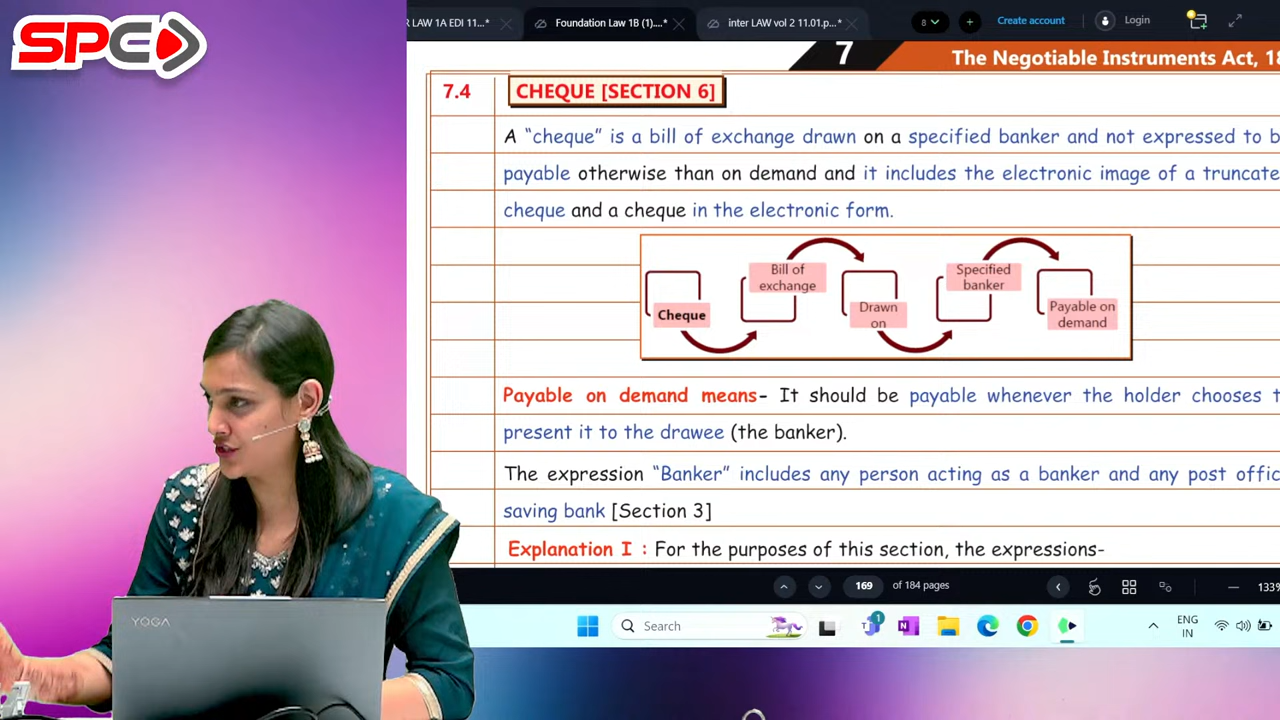 SPC
R LAW 1A EDI 11...*
Foundation Law 1B (1)....*
inter LAW vol 2 11.01.p...*
8
Create account
Login
7
The Negotiable Instruments Act, 18
7.4 CHEQUE [SECTION 6]
A “cheque” is a bill of exchange drawn on a specified banker and not expressed to b
payable otherwise than on demand and it includes the electronic image of a truncate
cheque and a cheque in the electronic form.
Cheque
Bill of
exchange
Drawn
on
Specified
banker
Payable on
demand
Payable on demand means- It should be payable whenever the holder chooses t
present it to the drawee (the banker).
The expression “Banker” includes any person acting as a banker and any post offic
saving bank [Section 3]
Explanation I : For the purposes of this section, the expressions-
169 of 184 pages
133%
Search
1
ENG
IN
YOGA